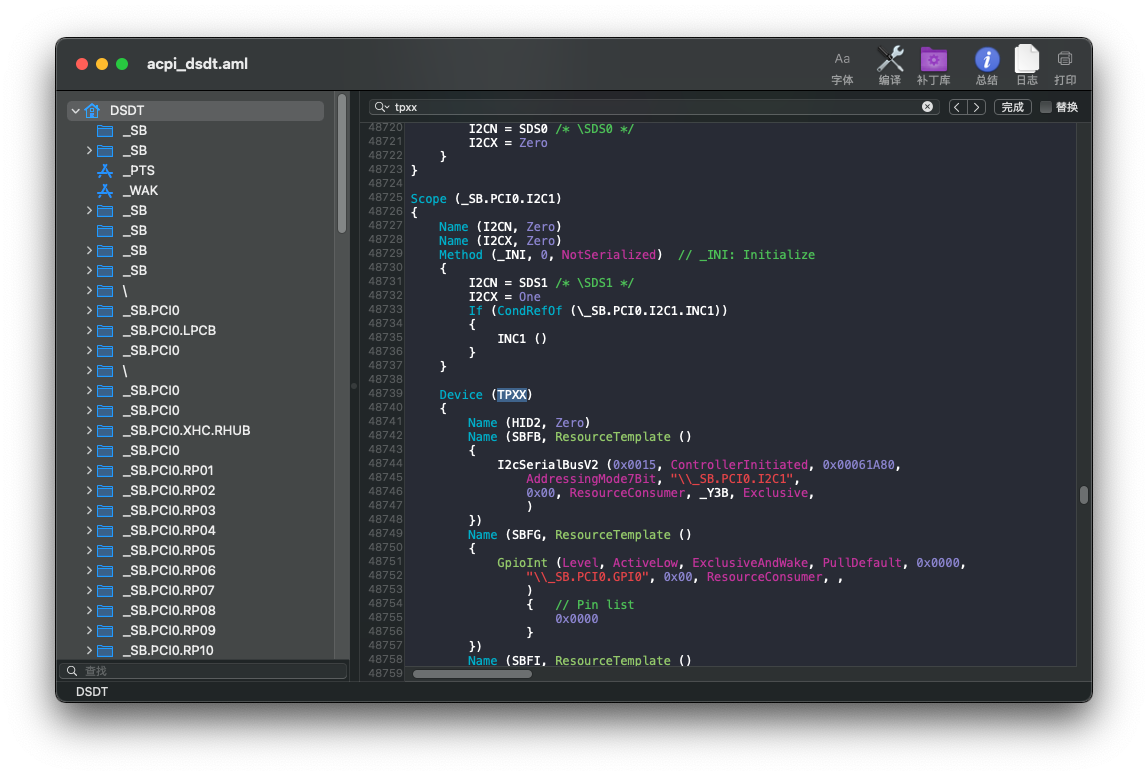 acpi_dsdt.aml
Aa
字体
编译
补丁库
总结
日志
打印
DSDT
_SB
_SB
_PTS
_WAK
_SB
_SB
_SB
_SB
\
_SB.PCI0
_SB.PCI0.LPCB
_SB.PCI0
\
_SB.PCI0
_SB.PCI0
_SB.PCI0.XHC.RHUB
_SB.PCI0
_SB.PCI0.RP01
_SB.PCI0.RP02
_SB.PCI0.RP03
_SB.PCI0.RP04
_SB.PCI0.RP05
_SB.PCI0.RP06
_SB.PCI0.RP07
_SB.PCI0.RP08
_SB.PCI0.RP09
_SB.PCI0.RP10
查找
DSDT
tpxx
完成
替换
48720 I2CN = SDS0 /* \SDS0 */
48721 I2CX = Zero
48722 }
48723 }
48724
48725 Scope (_SB.PCI0.I2C1)
48726 {
48727 Name (I2CN, Zero)
48728 Name (I2CX, Zero)
48729 Method (_INI, 0, NotSerialized)  // _INI: Initialize
48730 {
48731 I2CN = SDS1 /* \SDS1 */
48732 I2CX = One
48733 If (CondRefOf (\_SB.PCI0.I2C1.INC1))
48734 {
48735 INC1 ()
48736 }
48737 }
48738
48739 Device (TPXX)
48740 {
48741 Name (HID2, Zero)
48742 Name (SBFB, ResourceTemplate ()
48743 {
48744 I2cSerialBusV2 (0x0015, ControllerInitiated, 0x00061A80,
48745 AddressingMode7Bit, "\\_SB.PCI0.I2C1",
48746 0x00, ResourceConsumer, _Y3B, Exclusive,
48747 )
48748 })
48749 Name (SBFG, ResourceTemplate ()
48750 {
48751 GpioInt (Level, ActiveLow, ExclusiveAndWake, PullDefault, 0x0000,
48752 "\\_SB.PCI0.GPI0", 0x00, ResourceConsumer, ,
48753 )
48754 {   // Pin list
48755 0x0000
48756 }
48757 })
48758 Name (SBFI, ResourceTemplate ()
48759